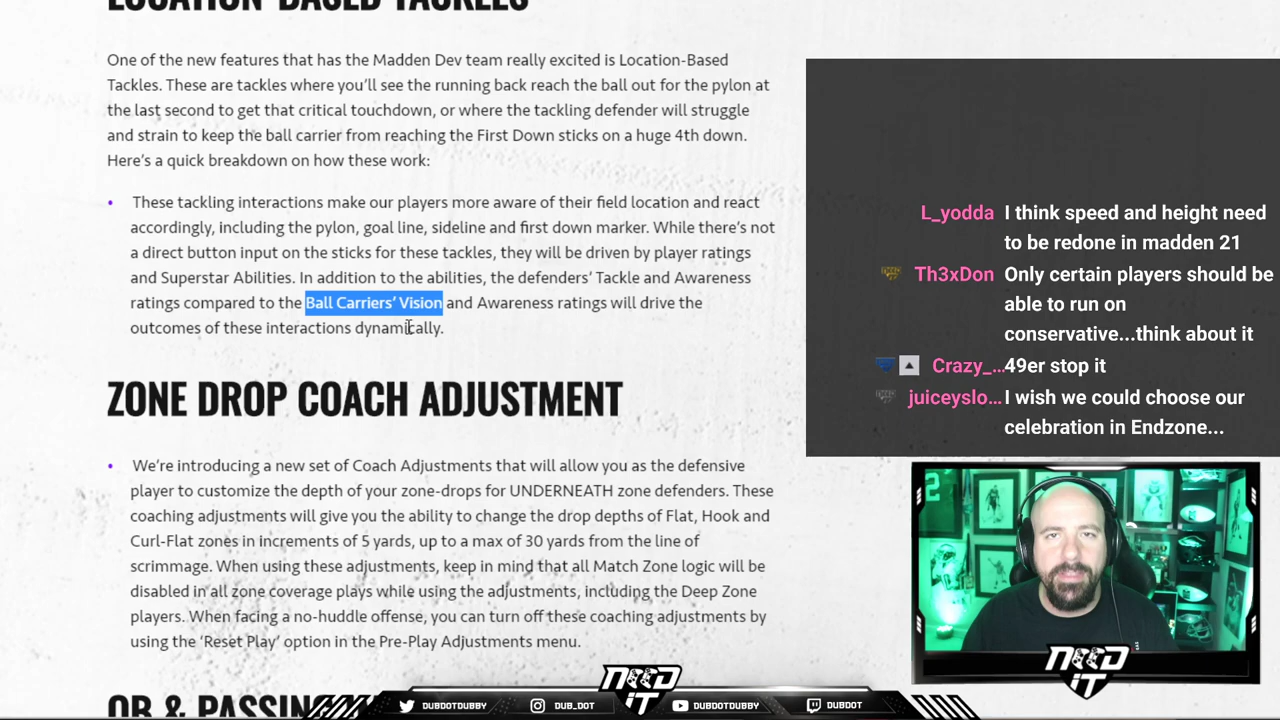 LOCATION-BASED TACKLES
One of the new features that has the Madden Dev team really excited is Location-Based
Tackles. These are tackles where you'll see the running back reach the ball out for the pylon at
the last second to get that critical touchdown, or where the tackling defender will struggle
and strain to keep the ball carrier from reaching the First Down sticks on a huge 4th down.
Here's a quick breakdown on how these work:
• These tackling interactions make our players more aware of their field location and react
accordingly, including the pylon, goal line, sideline and first down marker. While there's not
a direct button input on the sticks for these tackles, they will be driven by player ratings
and Superstar Abilities. In addition to the abilities, the defenders' Tackle and Awareness
ratings compared to the Ball Carriers' Vision and Awareness ratings will drive the
outcomes of these interactions dynamically.
ZONE DROP COACH ADJUSTMENT
• We're introducing a new set of Coach Adjustments that will allow you as the defensive
player to customize the depth of your zone-drops for UNDERNEATH zone defenders. These
coaching adjustments will give you the ability to change the drop depths of Flat, Hook and
Curl-Flat zones in increments of 5 yards, up to a max of 30 yards from the line of
scrimmage. When using these adjustments, keep in mind that all Match Zone logic will be
disabled in all zone coverage plays while using the adjustments, including the Deep Zone
players. When facing a no-huddle offense, you can turn off these coaching adjustments by
using the 'Reset Play' option in the Pre-Play Adjustments menu.
QB & PASSING
L_yodda I think speed and height need
to be redone in madden 21
Th3xDon Only certain players should be
able to run on
conservative...think about it
Crazy_... 49er stop it
juiceyslo... I wish we could choose our
celebration in Endzone...
NEED
iT
NEED
iT
DUBDOTDUBBY DUB_DOT DUBDOTDUBBY DUBDOT